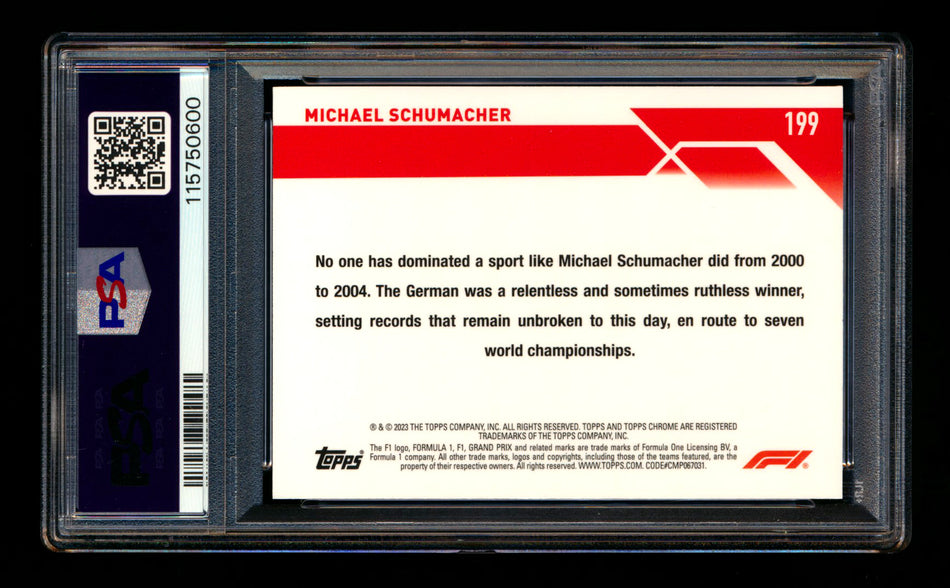 MICHAEL SCHUMACHER
199
No one has dominated a sport like Michael Schumacher did from 2000
to 2004. The German was a relentless and sometimes ruthless winner,
setting records that remain unbroken to this day, en route to seven
world championships.
® & © 2023 THE TOPPS COMPANY, INC. ALL RIGHTS RESERVED. TOPPS AND TOPPS CHROME ARE REGISTERED
TRADEMARKS OF THE TOPPS COMPANY, INC.
The F1 logo, FORMULA 1, F1, GRAND PRIX and related marks are trade marks of Formula One Licensing BV, a
Formula 1 company. All other trade marks, logos and copyrights, including those of the teams featured, are the
property of their respective owners. All rights reserved. WWW.TOPPS.COM. CODE#CMP067031.
Topps
F1®
115750600
PSA
PSA